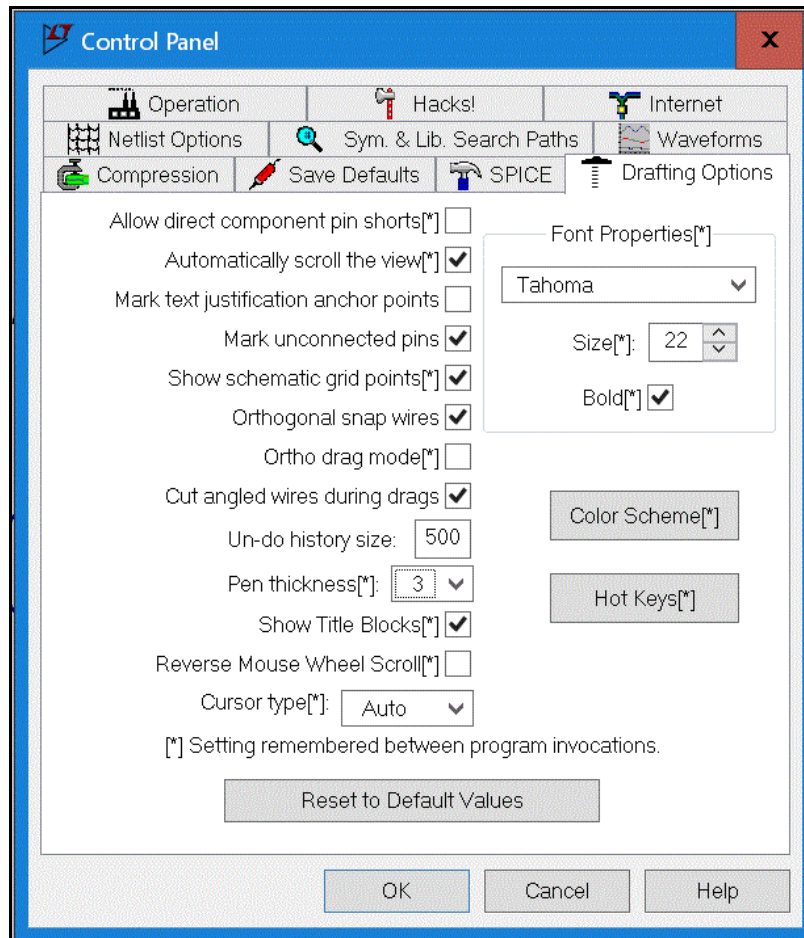 Control Panel
Operation
Hacks!
Internet
Netlist Options
Sym. & Lib. Search Paths
Waveforms
Compression
Save Defaults
SPICE
Drafting Options
Allow direct component pin shorts[*]
Automatically scroll the view[*]
Mark text justification anchor points
Mark unconnected pins
Show schematic grid points[*]
Orthogonal snap wires
Ortho drag mode[*]
Cut angled wires during drags
Un-do history size: 500
Pen thickness[*]: 3
Show Title Blocks[*]
Reverse Mouse Wheel Scroll[*]
Cursor type[*]: Auto
Font Properties[*]
Tahoma
Size[*]: 22
Bold[*]
Color Scheme[*]
Hot Keys[*]
[*] Setting remembered between program invocations.
Reset to Default Values
OK
Cancel
Help